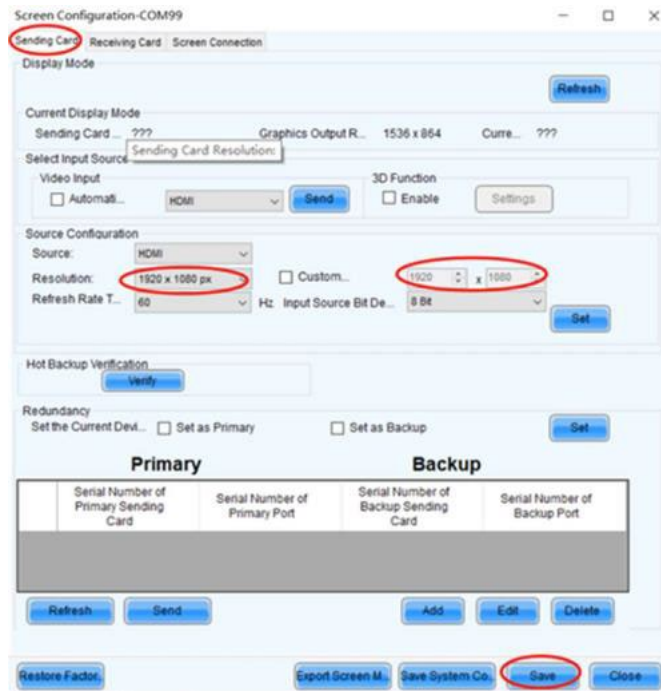 Screen Configuration-COM99
Sending Card Receiving Card Screen Connection
Display Mode
Refresh
Current Display Mode
Sending Card ... ??? Graphics Output R... 1536 x 864 Curre... ???
Sending Card Resolution:
Select Input Source
Video Input 3D Function
Automati... HDMI Send Enable Settings
Source Configuration
Source: HDMI
Resolution: 1920 x 1080 px Custom... 1920 x 1080
Refresh Rate T... 60 Hz Input Source Bit De... 8 Bit
Set
Hot Backup Verification
Verify
Redundancy
Set the Current Devi... Set as Primary Set as Backup Set
Primary Backup
Serial Number of Primary Sending Card
Serial Number of Primary Port
Serial Number of Backup Sending Card
Serial Number of Backup Port
Refresh Send Add Edit Delete
Restore Factor. Export Screen M.. Save System Co.. Save Close